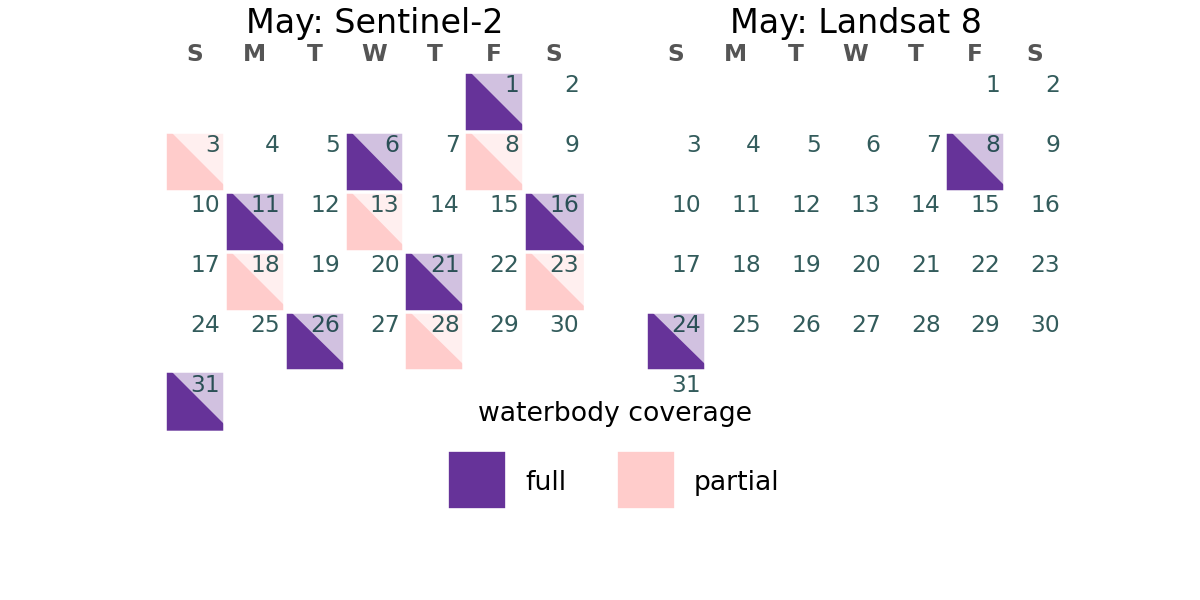 May: Sentinel-2
S M T W T F S
1 2
3 4 5 6 7 8 9
10 11 12 13 14 15 16
17 18 19 20 21 22 23
24 25 26 27 28 29 30
31
May: Landsat 8
S M T W T F S
1 2
3 4 5 6 7 8 9
10 11 12 13 14 15 16
17 18 19 20 21 22 23
24 25 26 27 28 29 30
31
waterbody coverage
full partial